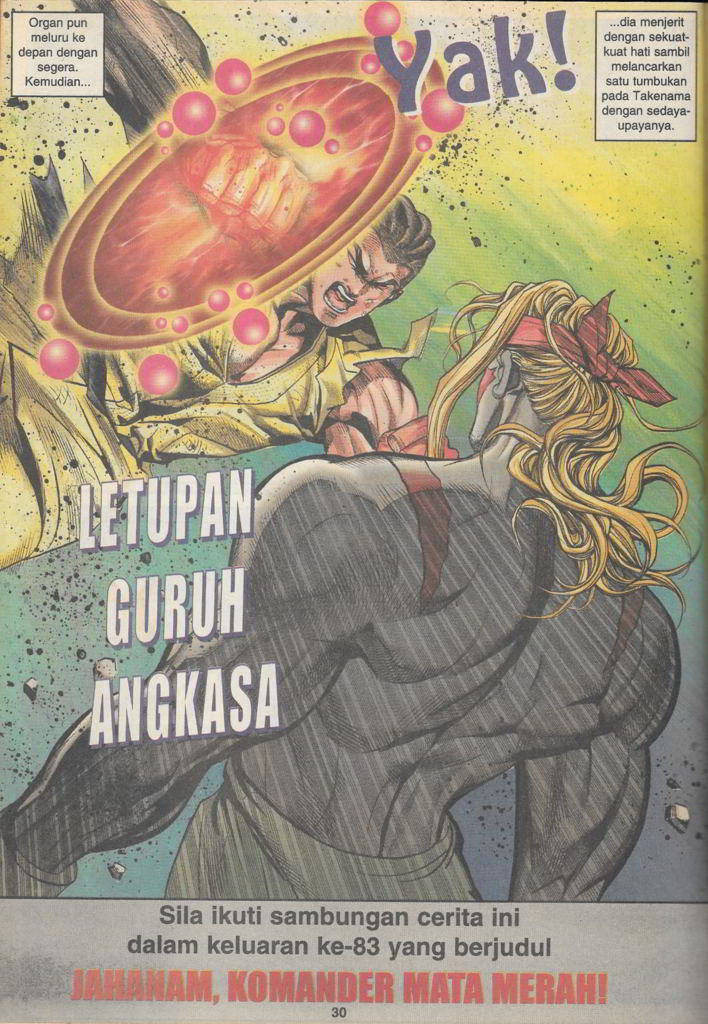 Organ pun
meluru ke
depan dengan
segera.
Kemudian...
Yak!
...dia menjerit
dengan sekuat-
kuat hati sambil
melancarkan
satu tumbukan
pada Takenama
dengan sedaya-
upayanya.
LETUPAN
GURUH
ANGKASA
Sila ikuti sambungan cerita ini
dalam keluaran ke-83 yang berjudul
JAHANAM, KOMANDER MATA MERAH!
30